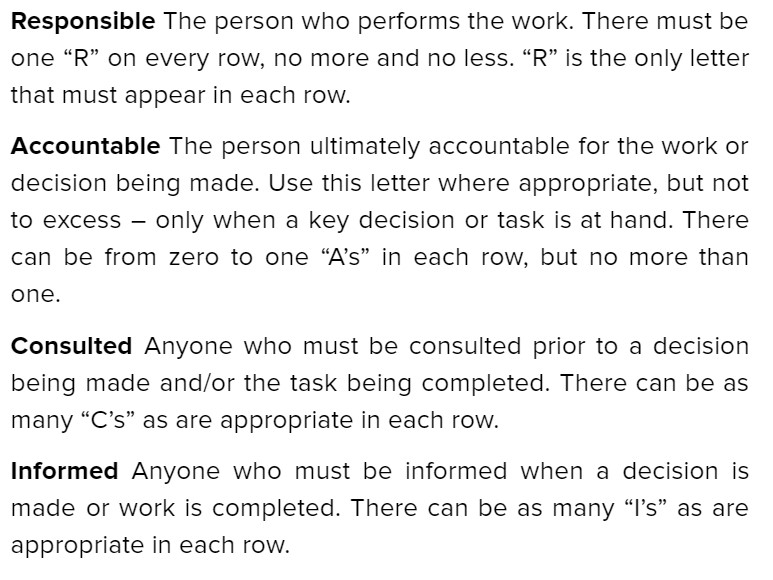 Responsible The person who performs the work. There must be
one “R” on every row, no more and no less. “R” is the only letter
that must appear in each row.
Accountable The person ultimately accountable for the work or
decision being made. Use this letter where appropriate, but not
to excess – only when a key decision or task is at hand. There
can be from zero to one “A’s” in each row, but no more than
one.
Consulted Anyone who must be consulted prior to a decision
being made and/or the task being completed. There can be as
many “C’s” as are appropriate in each row.
Informed Anyone who must be informed when a decision is
made or work is completed. There can be as many “I’s” as are
appropriate in each row.